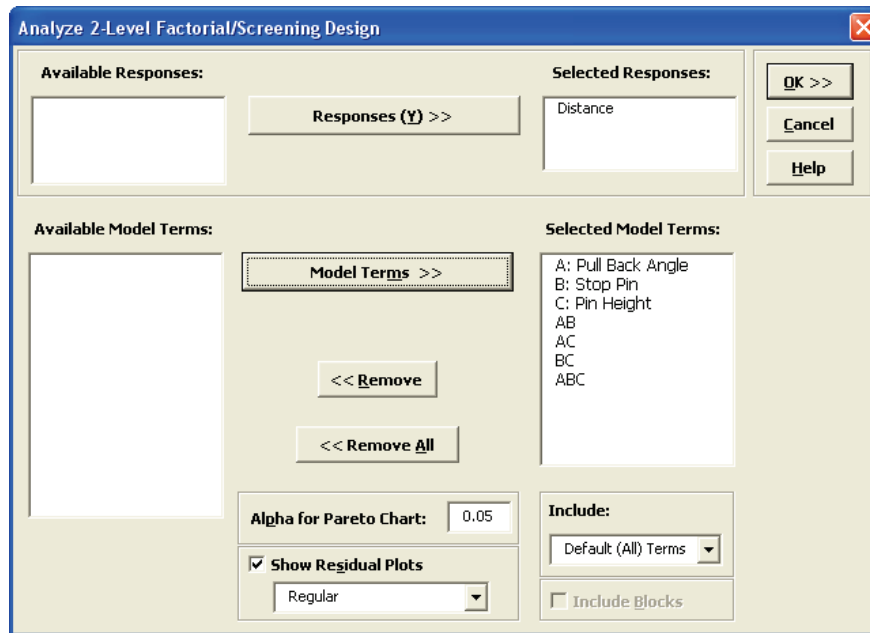 Analyze 2-Level Factorial/Screening Design
Available Responses:
Responses (Y) >>
Selected Responses:
Distance
OK >>
Cancel
Help
Available Model Terms:
Model Terms >>
<< Remove
<< Remove All
Selected Model Terms:
A: Pull Back Angle
B: Stop Pin
C: Pin Height
AB
AC
BC
ABC
Alpha for Pareto Chart:
0.05
Show Residual Plots
Regular
Include:
Default (All) Terms
Include Blocks